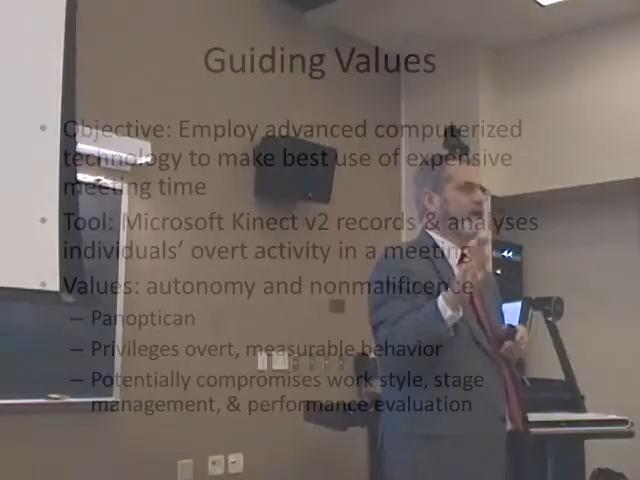 Guiding Values
• Objective: Employ advanced computerized
technology to make best use of expensive
meeting time
• Tool: Microsoft Kinect v2 records & analyses
individuals' overt activity in a meeting
• Values: autonomy and nonmalificence
– Panoptican
– Privileges overt, measurable behavior
– Potentially compromises work style, stage
management, & performance evaluation